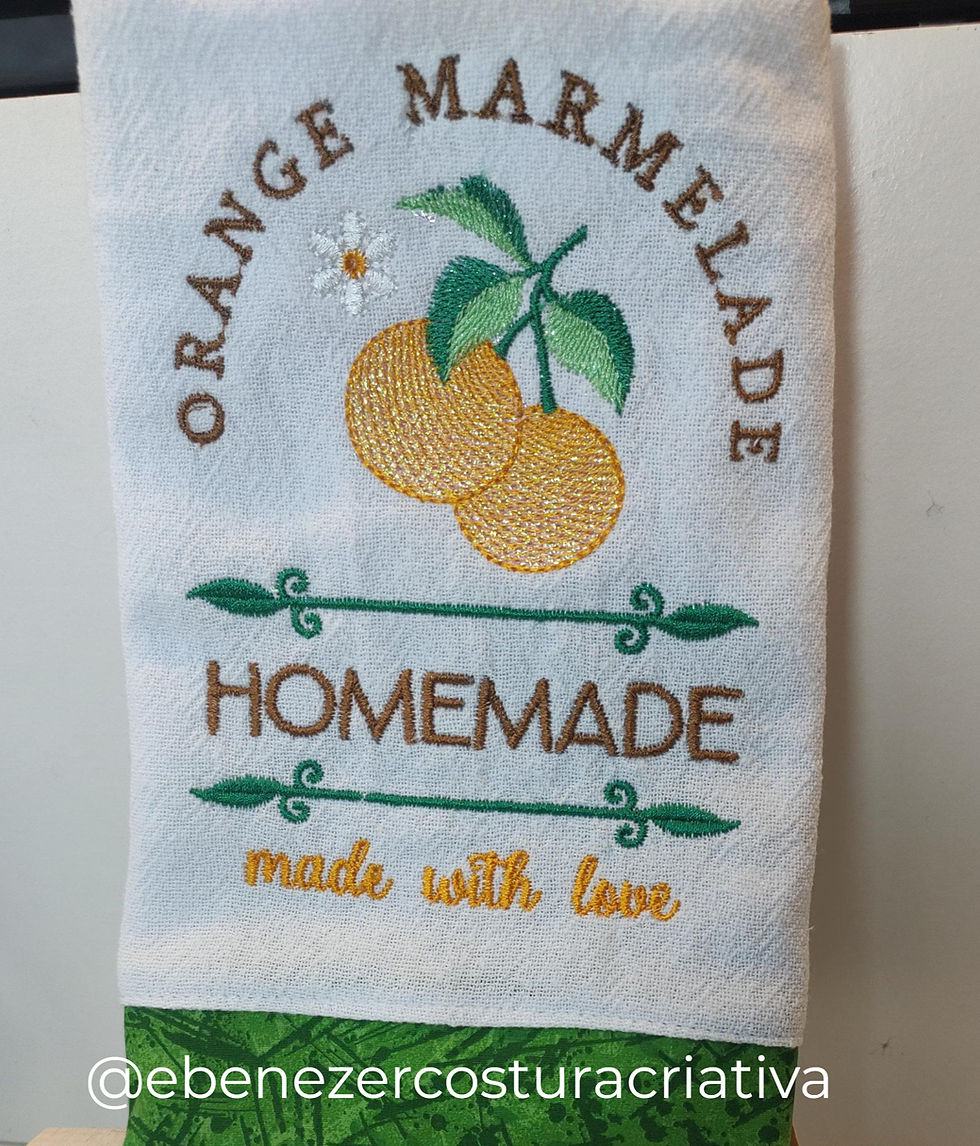 ORANGE MARMELADE
HOMEMADE
made with love
@ebenezercosturacriativa